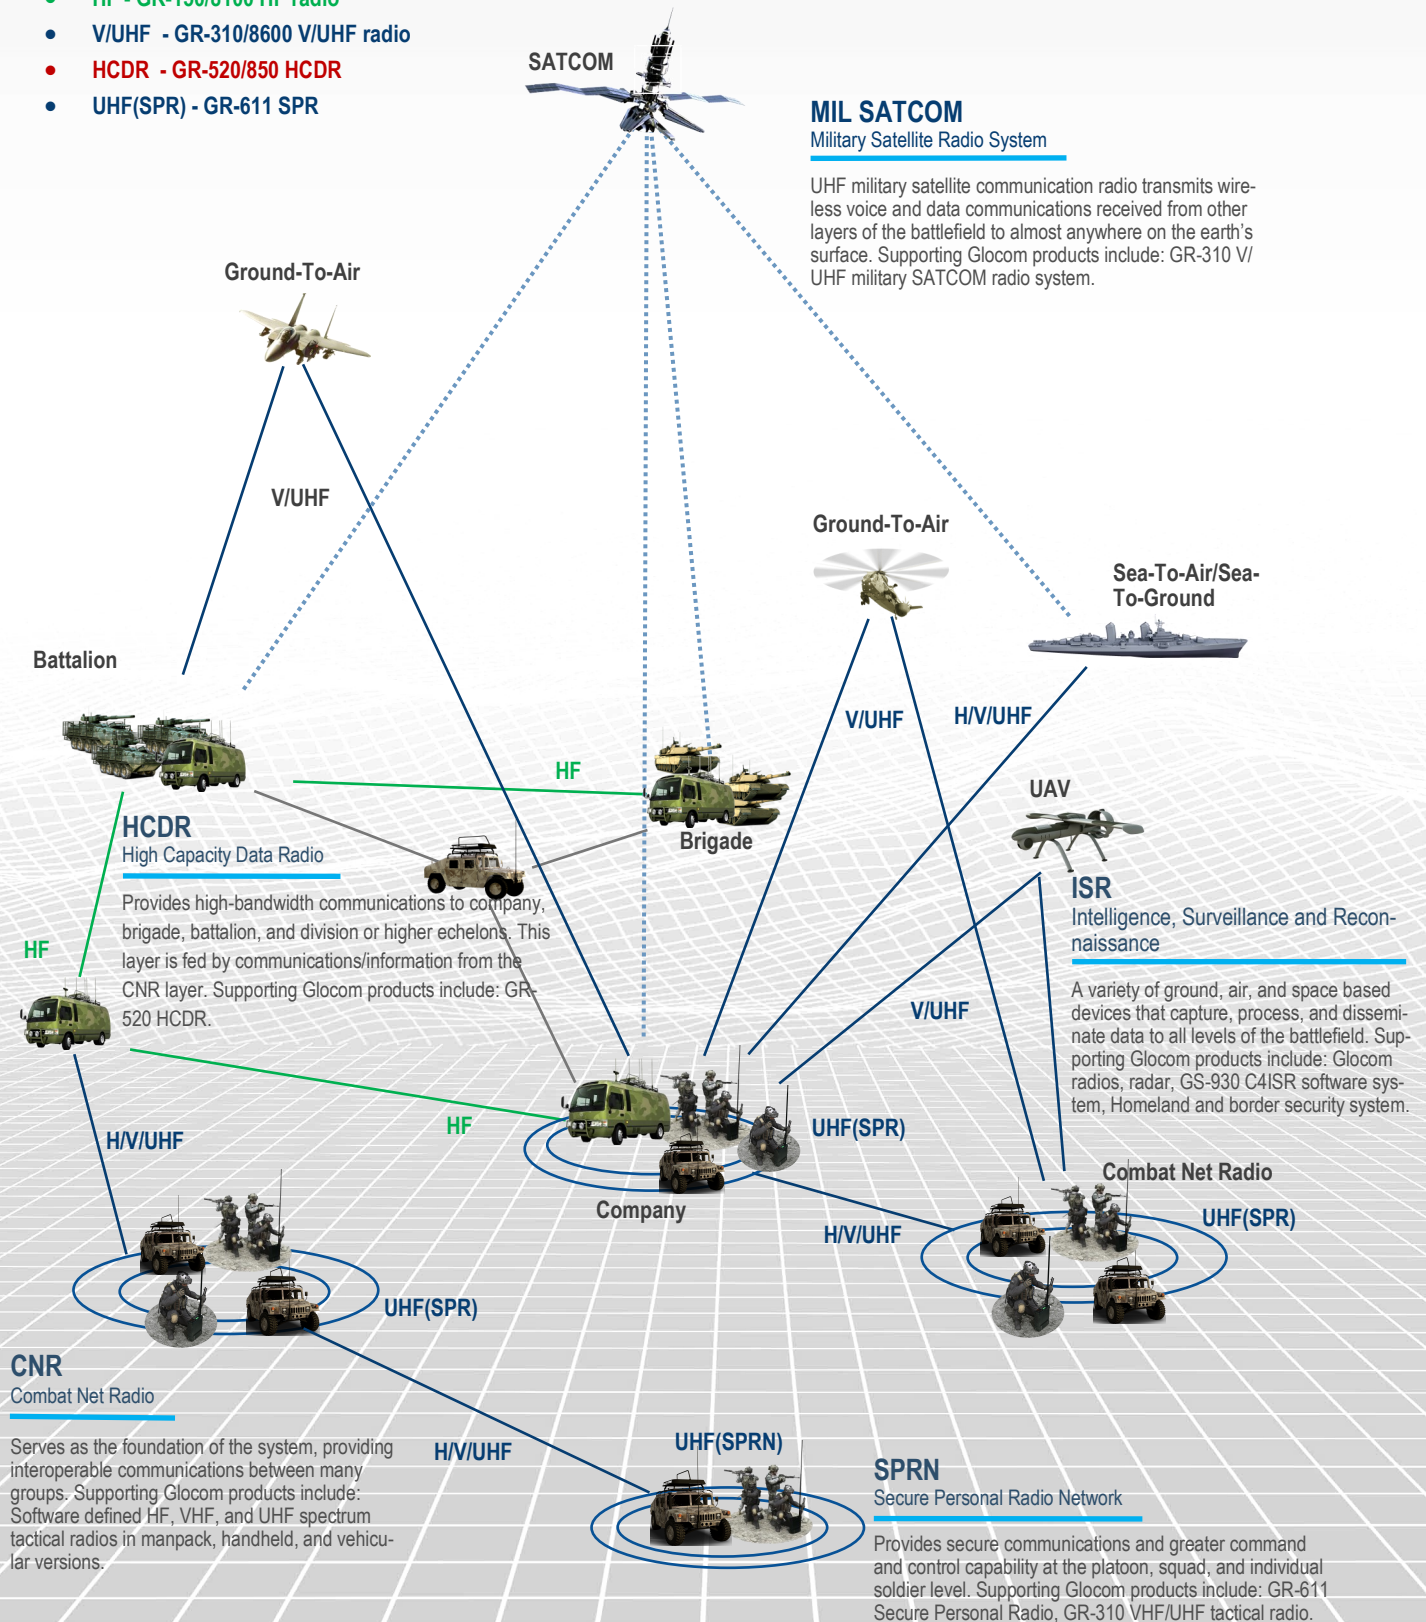 HF - GR-150/8100 HF radio
V/UHF - GR-310/8600 V/UHF radio
HCDR - GR-520/850 HCDR
UHF(SPR) - GR-611 SPR
SATCOM
MIL SATCOM
Military Satellite Radio System
UHF military satellite communication radio transmits wire-
less voice and data communications received from other
layers of the battlefield to almost anywhere on the earth's
surface. Supporting Glocom products include: GR-310 V/
UHF military SATCOM radio system.
Ground-To-Air
V/UHF
Ground-To-Air
Sea-To-Air/Sea-
To-Ground
Battalion
V/UHF
H/V/UHF
HF
UAV
Brigade
HCDR
High Capacity Data Radio
Provides high-bandwidth communications to company,
brigade, battalion, and division or higher echelons. This
layer is fed by communications/information from the
CNR layer. Supporting Glocom products include: GR-
520 HCDR.
ISR
Intelligence, Surveillance and Recon-
naissance
A variety of ground, air, and space based
devices that capture, process, and dissemi-
nate data to all levels of the battlefield. Sup-
porting Glocom products include: Glocom
radios, radar, GS-930 C4ISR software sys-
tem, Homeland and border security system.
HF
V/UHF
HF
H/V/UHF
UHF(SPR)
Company
Combat Net Radio
H/V/UHF
UHF(SPR)
UHF(SPR)
CNR
Combat Net Radio
Serves as the foundation of the system, providing
interoperable communications between many
groups. Supporting Glocom products include:
Software defined HF, VHF, and UHF spectrum
tactical radios in manpack, handheld, and vehicu-
lar versions.
H/V/UHF
UHF(SPRN)
SPRN
Secure Personal Radio Network
Provides secure communications and greater command
and control capability at the platoon, squad, and individual
soldier level. Supporting Glocom products include: GR-611
Secure Personal Radio, GR-310 VHF/UHF tactical radio.